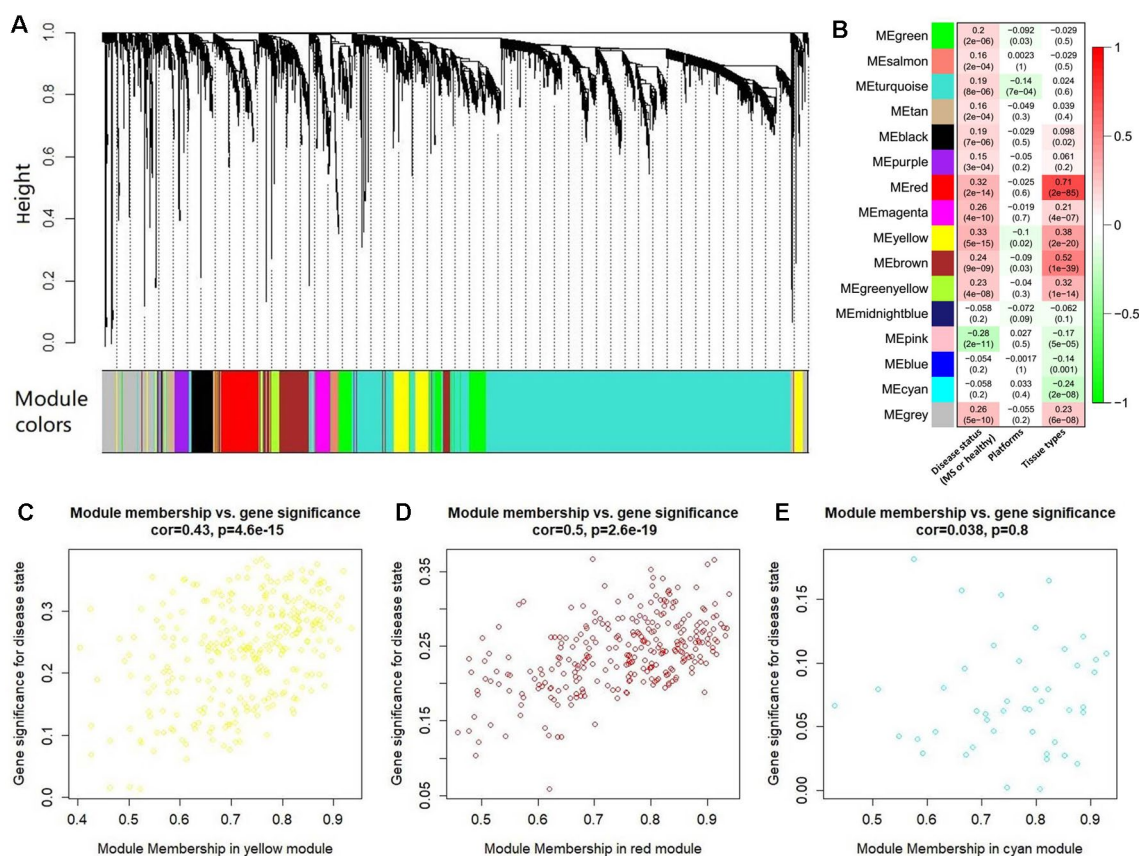 A
1.0
0.8
0.6
0.4
0.2
0.0
Height
Module
colors
B
MEgreen 0.2 −0.092 −0.029
(2e−06) (0.03) (0.5)
MEsalmon 0.16 0.0023 −0.029
(2e−04) (1) (0.5)
MEturquoise 0.19 −0.14 0.024
(8e−06) (7e−04) (0.6)
MEtan 0.16 −0.049 0.039
(2e−04) (0.3) (0.4)
MEblack 0.19 −0.029 0.098
(7e−06) (0.5) (0.02)
MEpurple 0.15 −0.05 0.061
(3e−04) (0.2) (0.2)
MEred 0.32 −0.025 0.71
(2e−14) (0.6) (2e−85)
MEmagenta 0.26 −0.019 0.21
(4e−10) (0.7) (4e−07)
MEyellow 0.33 −0.1 0.38
(5e−15) (0.02) (2e−20)
MEbrown 0.24 −0.09 0.52
(9e−09) (0.03) (1e−39)
MEgreenyellow 0.23 −0.04 0.32
(4e−08) (0.3) (1e−14)
MEmidnightblue −0.058 −0.072 −0.062
(0.2) (0.09) (0.1)
MEpink −0.28 0.027 −0.17
(2e−11) (0.5) (5e−05)
MEblue −0.054 −0.0017 −0.14
(0.2) (1) (0.001)
MEcyan −0.058 0.033 −0.24
(0.2) (0.4) (2e−08)
MEgrey 0.26 −0.055 0.23
(5e−10) (0.2) (6e−08)
Disease status
(MS or healthy)
Platforms
Tissue types
1
0.5
0
−0.5
−1
C
Module membership vs. gene significance
cor=0.43, p=4.6e-15
Gene significance for disease state
0.3
0.2
0.1
0.0
0.4 0.5 0.6 0.7 0.8 0.9
Module Membership in yellow module
D
Module membership vs. gene significance
cor=0.5, p=2.6e-19
Gene significance for disease state
0.35
0.25
0.15
0.05
0.5 0.6 0.7 0.8 0.9
Module Membership in red module
E
Module membership vs. gene significance
cor=0.038, p=0.8
Gene significance for disease state
0.15
0.10
0.05
0.00
0.5 0.6 0.7 0.8 0.9
Module Membership in cyan module